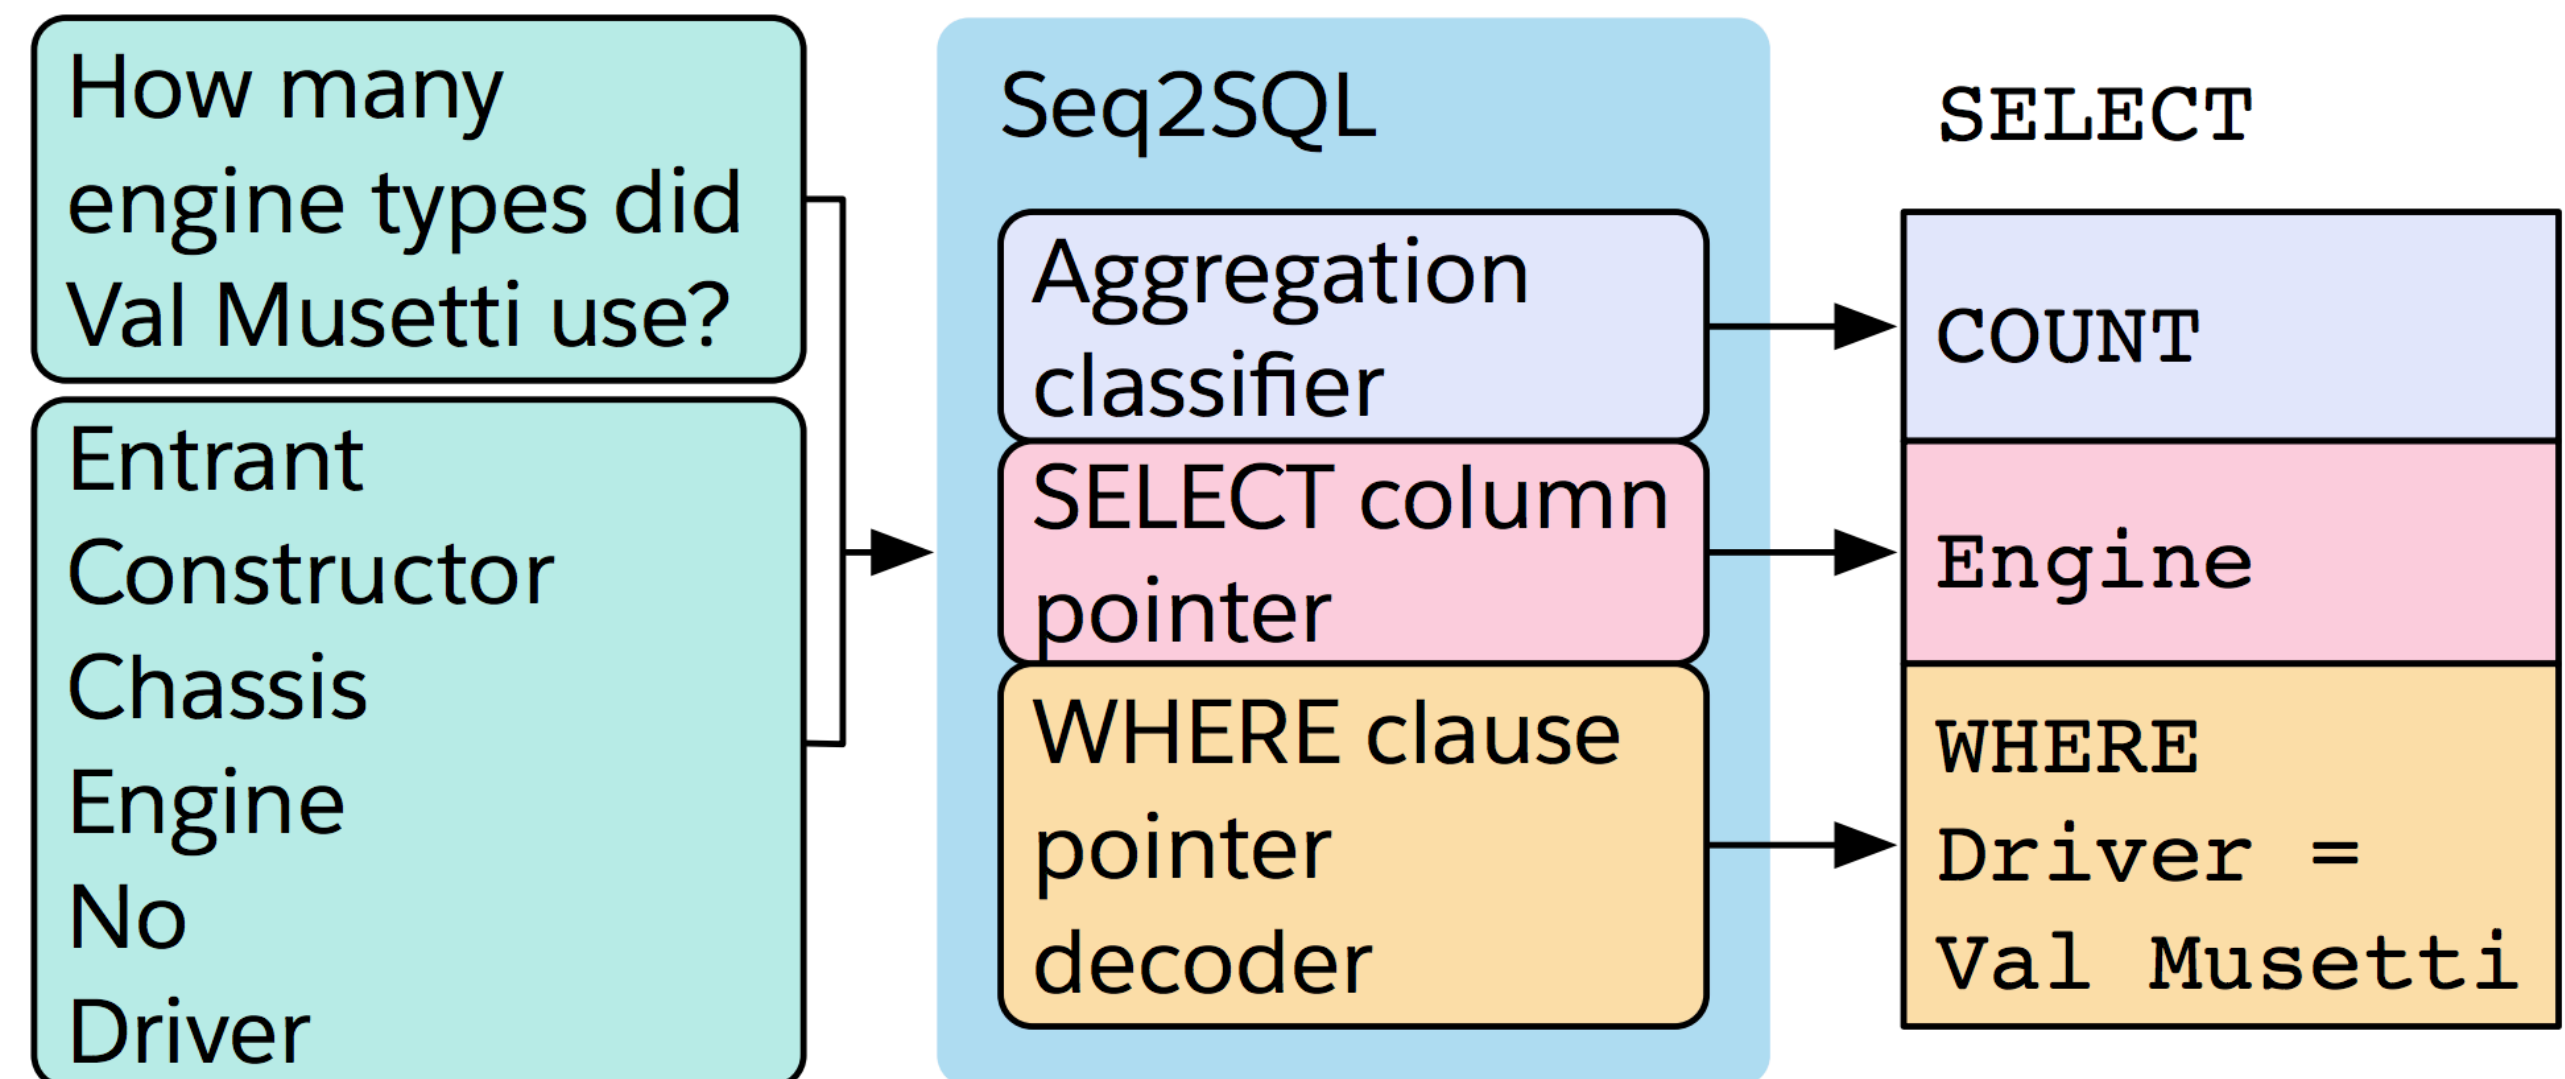 How many
engine types did
Val Musetti use?
Entrant
Constructor
Chassis
Engine
No
Driver
Seq2SQL
Aggregation
classifier
SELECT column
pointer
WHERE clause
pointer
decoder
SELECT
COUNT
Engine
WHERE
Driver =
Val Musetti